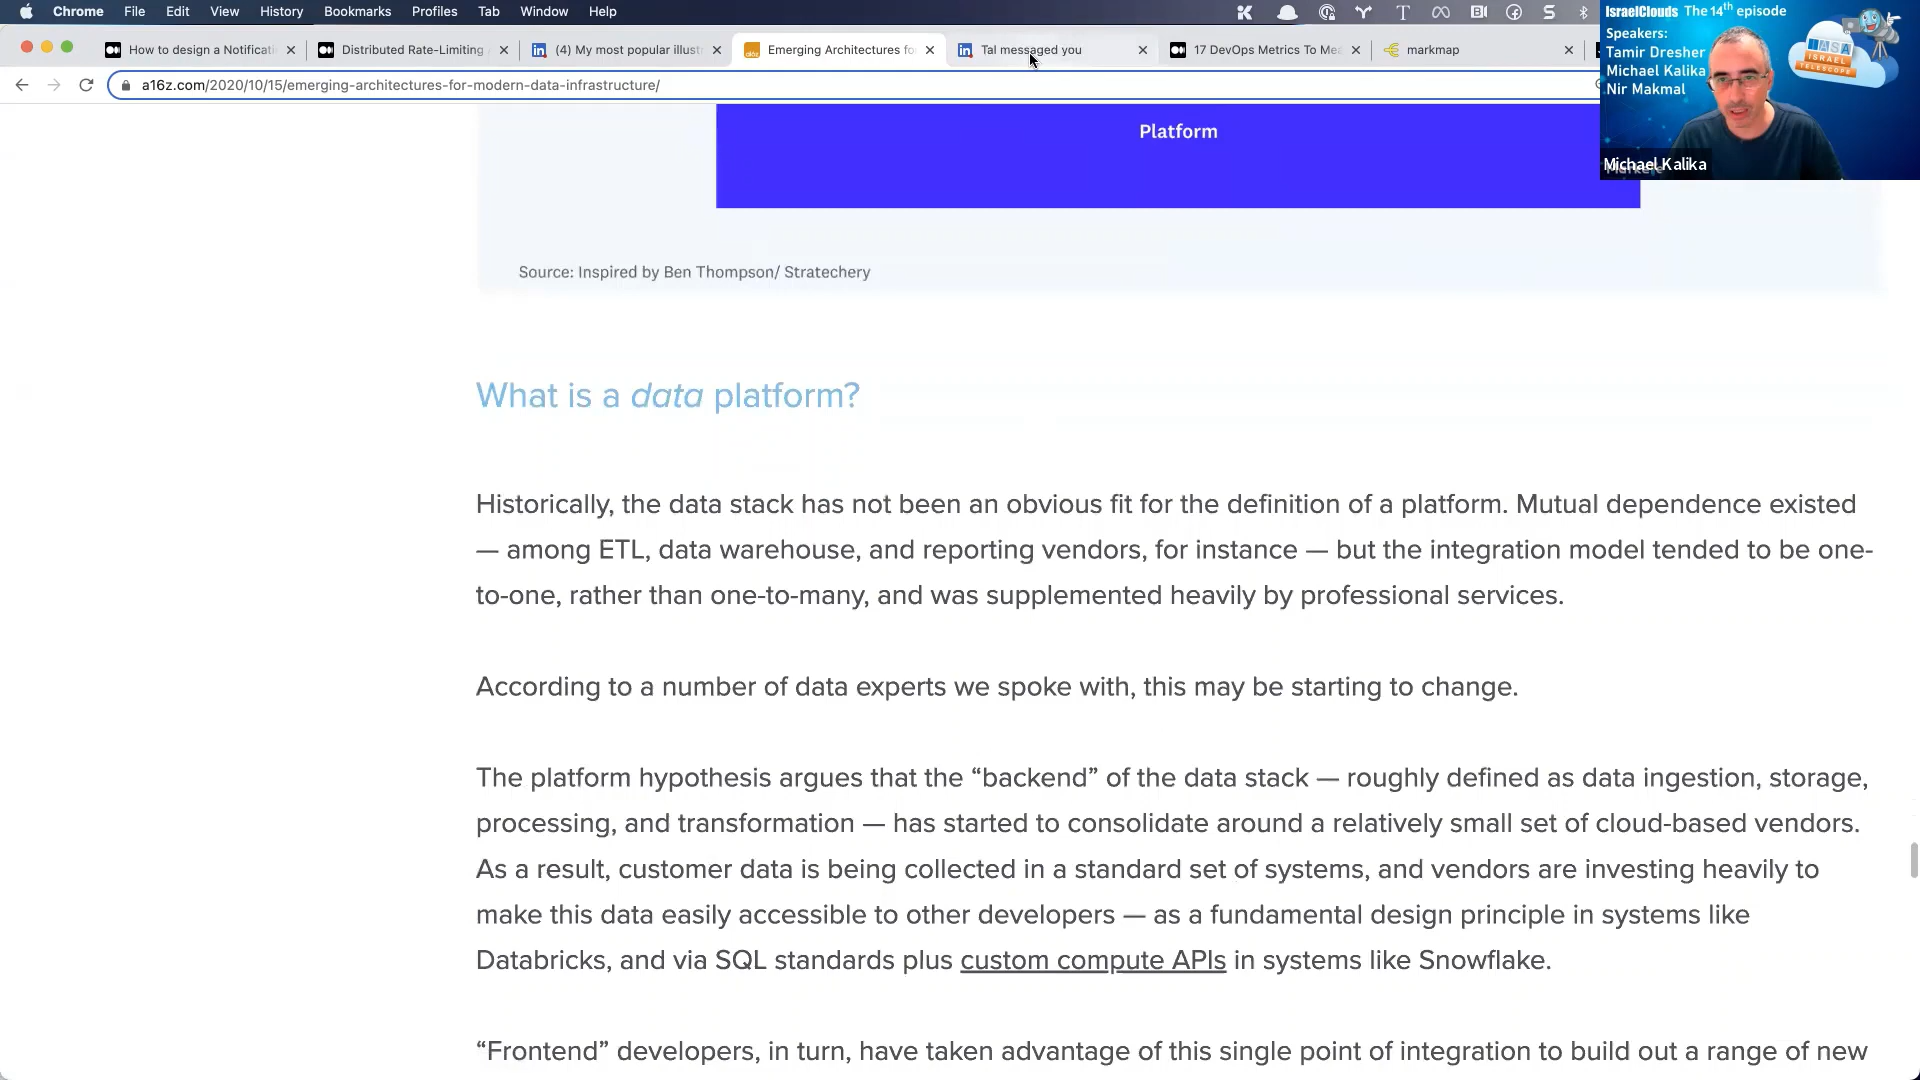 Chrome File Edit View History Bookmarks Profiles Tab Window Help
How to design a Notificati
Distributed Rate-Limiting
(4) My most popular illust
Emerging Architectures fo
Tal messaged you
17 DevOps Metrics To Me
markmap
a16z.com/2020/10/15/emerging-architectures-for-modern-data-infrastructure/
IsraelClouds The 14th episode
Speakers:
Tamir Dresher
Michael Kalika
Nir Makmal
IASA
ISRAEL
TELESCOPE
Michael Kalika
Platform
Source: Inspired by Ben Thompson/ Stratechery
What is a data platform?
Historically, the data stack has not been an obvious fit for the definition of a platform. Mutual dependence existed
— among ETL, data warehouse, and reporting vendors, for instance — but the integration model tended to be one-
to-one, rather than one-to-many, and was supplemented heavily by professional services.
According to a number of data experts we spoke with, this may be starting to change.
The platform hypothesis argues that the “backend” of the data stack — roughly defined as data ingestion, storage,
processing, and transformation — has started to consolidate around a relatively small set of cloud-based vendors.
As a result, customer data is being collected in a standard set of systems, and vendors are investing heavily to
make this data easily accessible to other developers — as a fundamental design principle in systems like
Databricks, and via SQL standards plus custom compute APIs in systems like Snowflake.
“Frontend” developers, in turn, have taken advantage of this single point of integration to build out a range of new